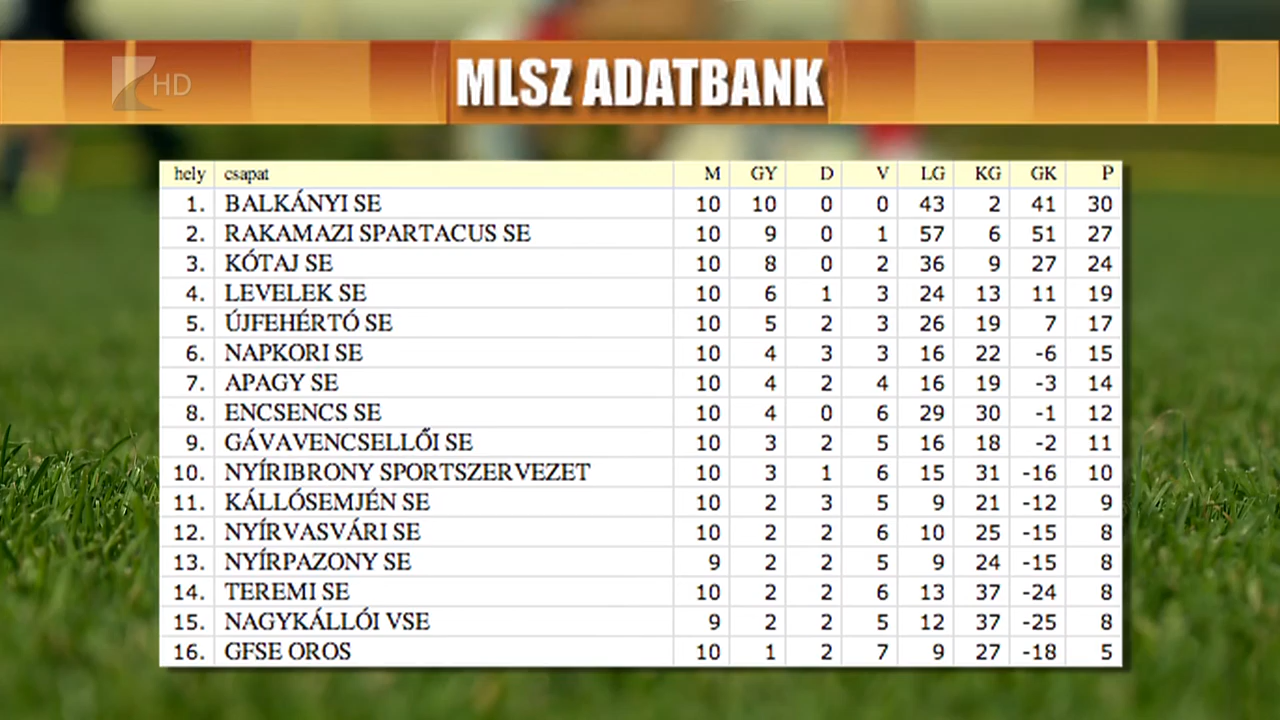 MLSZ ADATBANK
HD
hely csapat M GY D V LG KG GK P
1. BALKÁNYI SE 10 10 0 0 43 2 41 30
2. RAKAMAZI SPARTACUS SE 10 9 0 1 57 6 51 27
3. KÓTAJ SE 10 8 0 2 36 9 27 24
4. LEVELEK SE 10 6 1 3 24 13 11 19
5. ÚJFEHÉRTÓ SE 10 5 2 3 26 19 7 17
6. NAPKORI SE 10 4 3 3 16 22 -6 15
7. APAGY SE 10 4 2 4 16 19 -3 14
8. ENCSENCS SE 10 4 0 6 29 30 -1 12
9. GÁVAVENCSELLŐI SE 10 3 2 5 16 18 -2 11
10. NYÍRIBRONY SPORTSZERVEZET 10 3 1 6 15 31 -16 10
11. KÁLLÓSEMJÉN SE 10 2 3 5 9 21 -12 9
12. NYÍRVASVÁRI SE 10 2 2 6 10 25 -15 8
13. NYÍRPAZONY SE 9 2 2 5 9 24 -15 8
14. TEREMI SE 10 2 2 6 13 37 -24 8
15. NAGYKÁLLÓI VSE 9 2 2 5 12 37 -25 8
16. GFSE OROS 10 1 2 7 9 27 -18 5